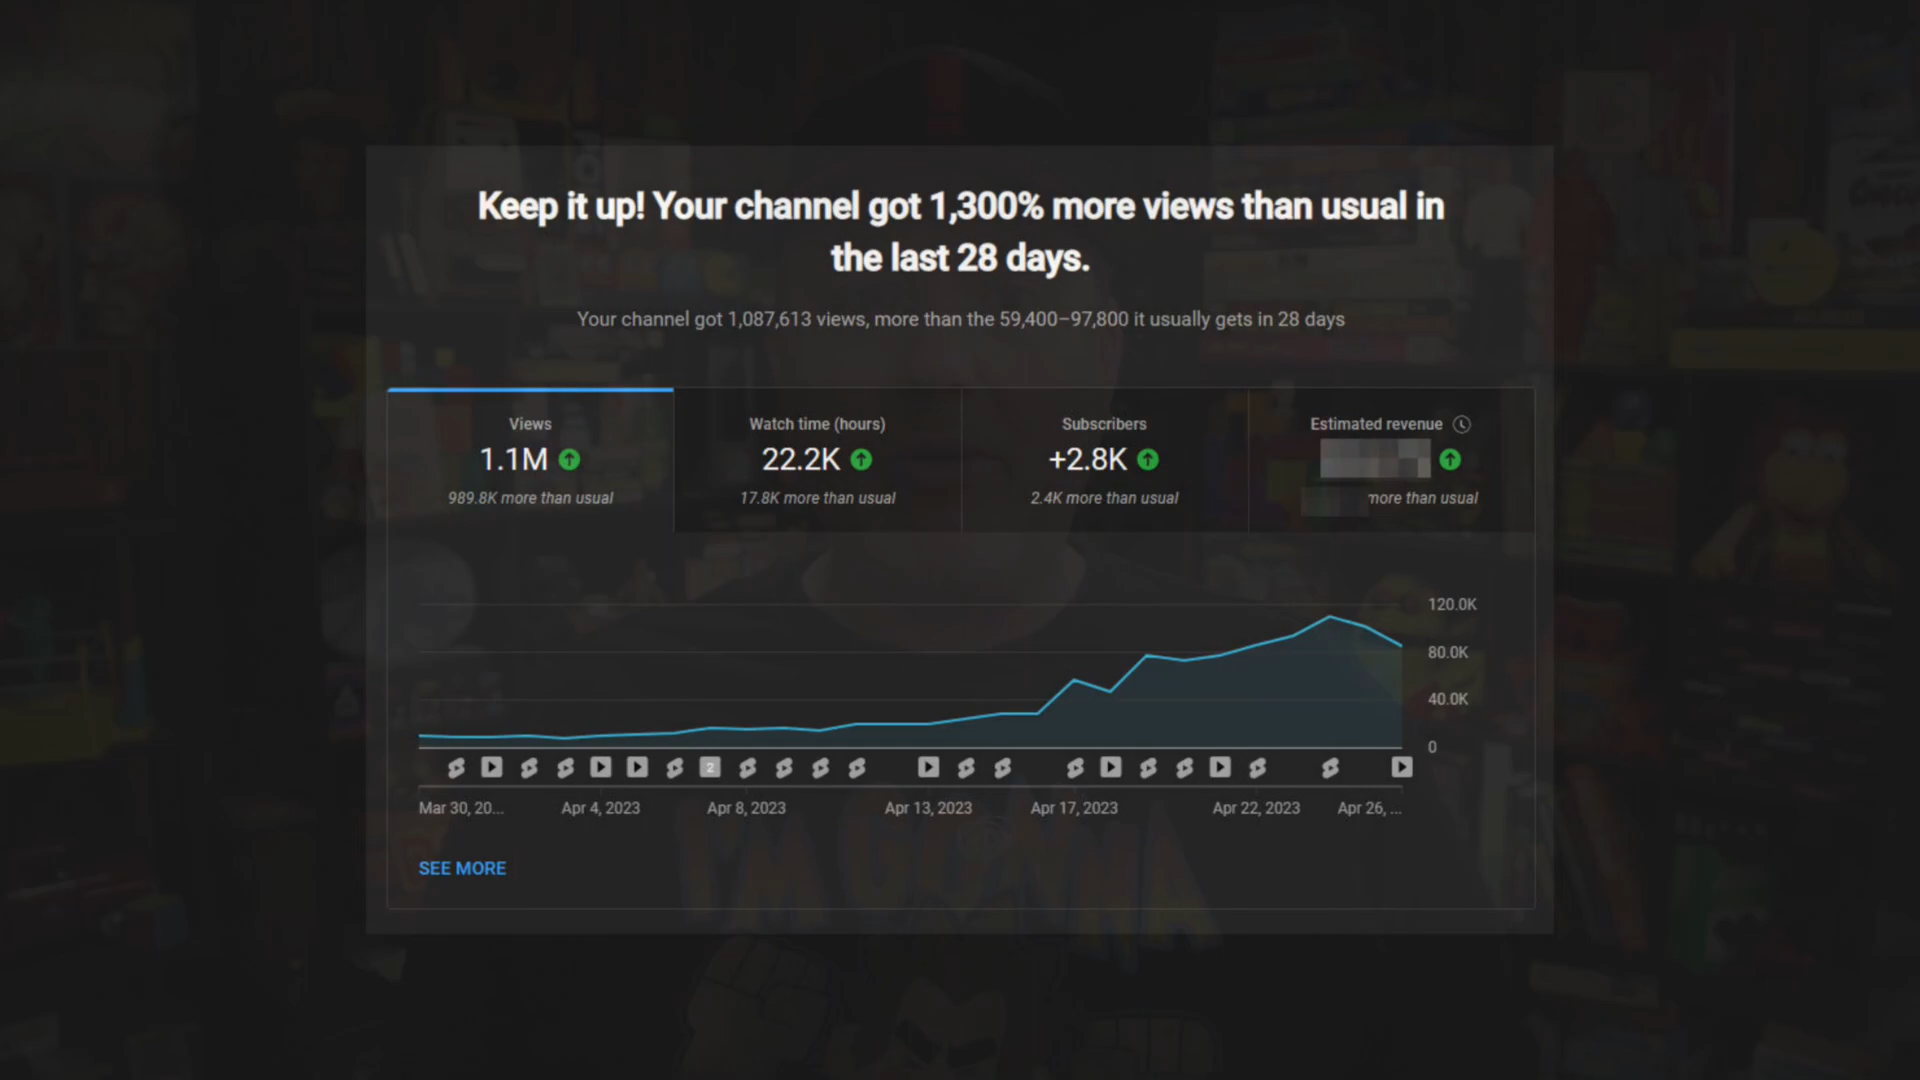 Keep it up! Your channel got 1,300% more views than usual in
the last 28 days.
Your channel got 1,087,613 views, more than the 59,400–97,800 it usually gets in 28 days
Views
1.1M
989.8K more than usual
Watch time (hours)
22.2K
17.8K more than usual
Subscribers
+2.8K
2.4K more than usual
Estimated revenue
more than usual
120.0K
80.0K
40.0K
0
2
Mar 30, 20... Apr 4, 2023 Apr 8, 2023 Apr 13, 2023 Apr 17, 2023 Apr 22, 2023 Apr 26, ...
SEE MORE
I'M GONNA